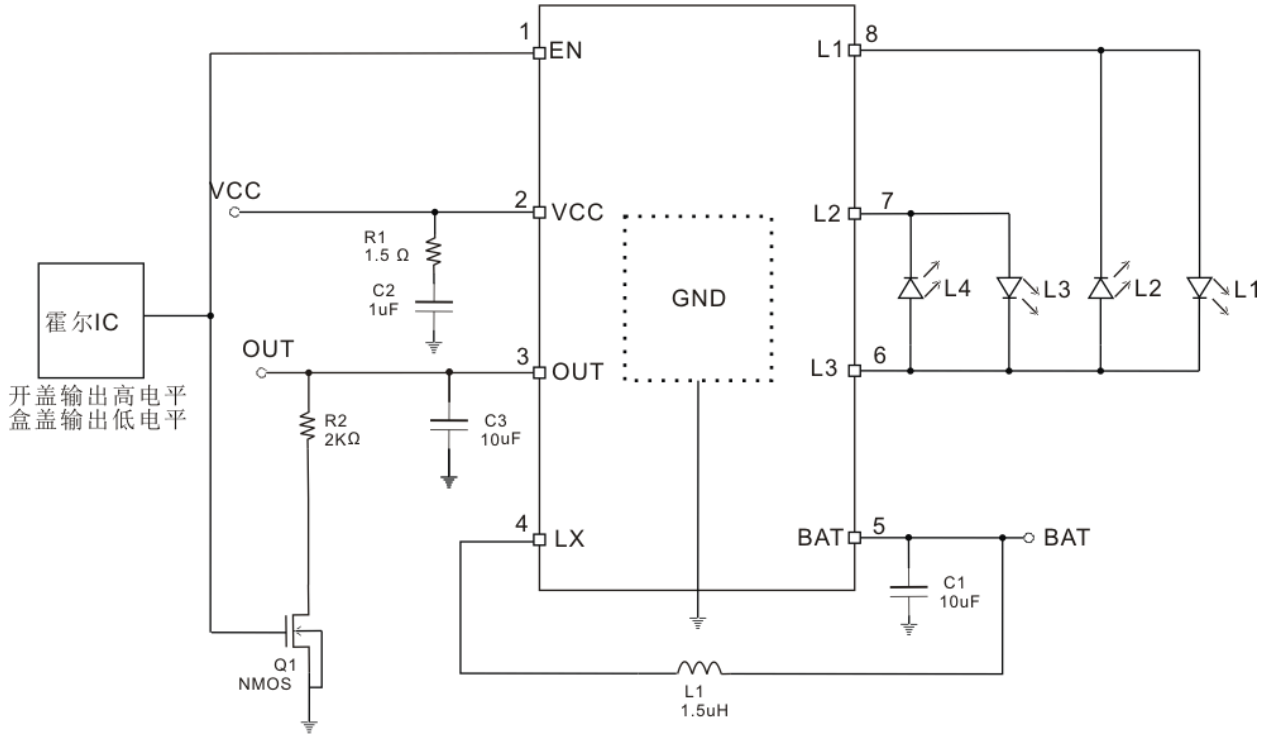 1
EN
L1
8
VCC
2
VCC
L2
7
R1
1.5 Ω
C2
1uF
GND
L4
L3
L2
L1
霍尔IC
开盖输出高电平
盒盖输出低电平
OUT
3
OUT
L3
6
R2
2KΩ
C3
10uF
4
LX
BAT
5
BAT
C1
10uF
Q1
NMOS
L1
1.5uH